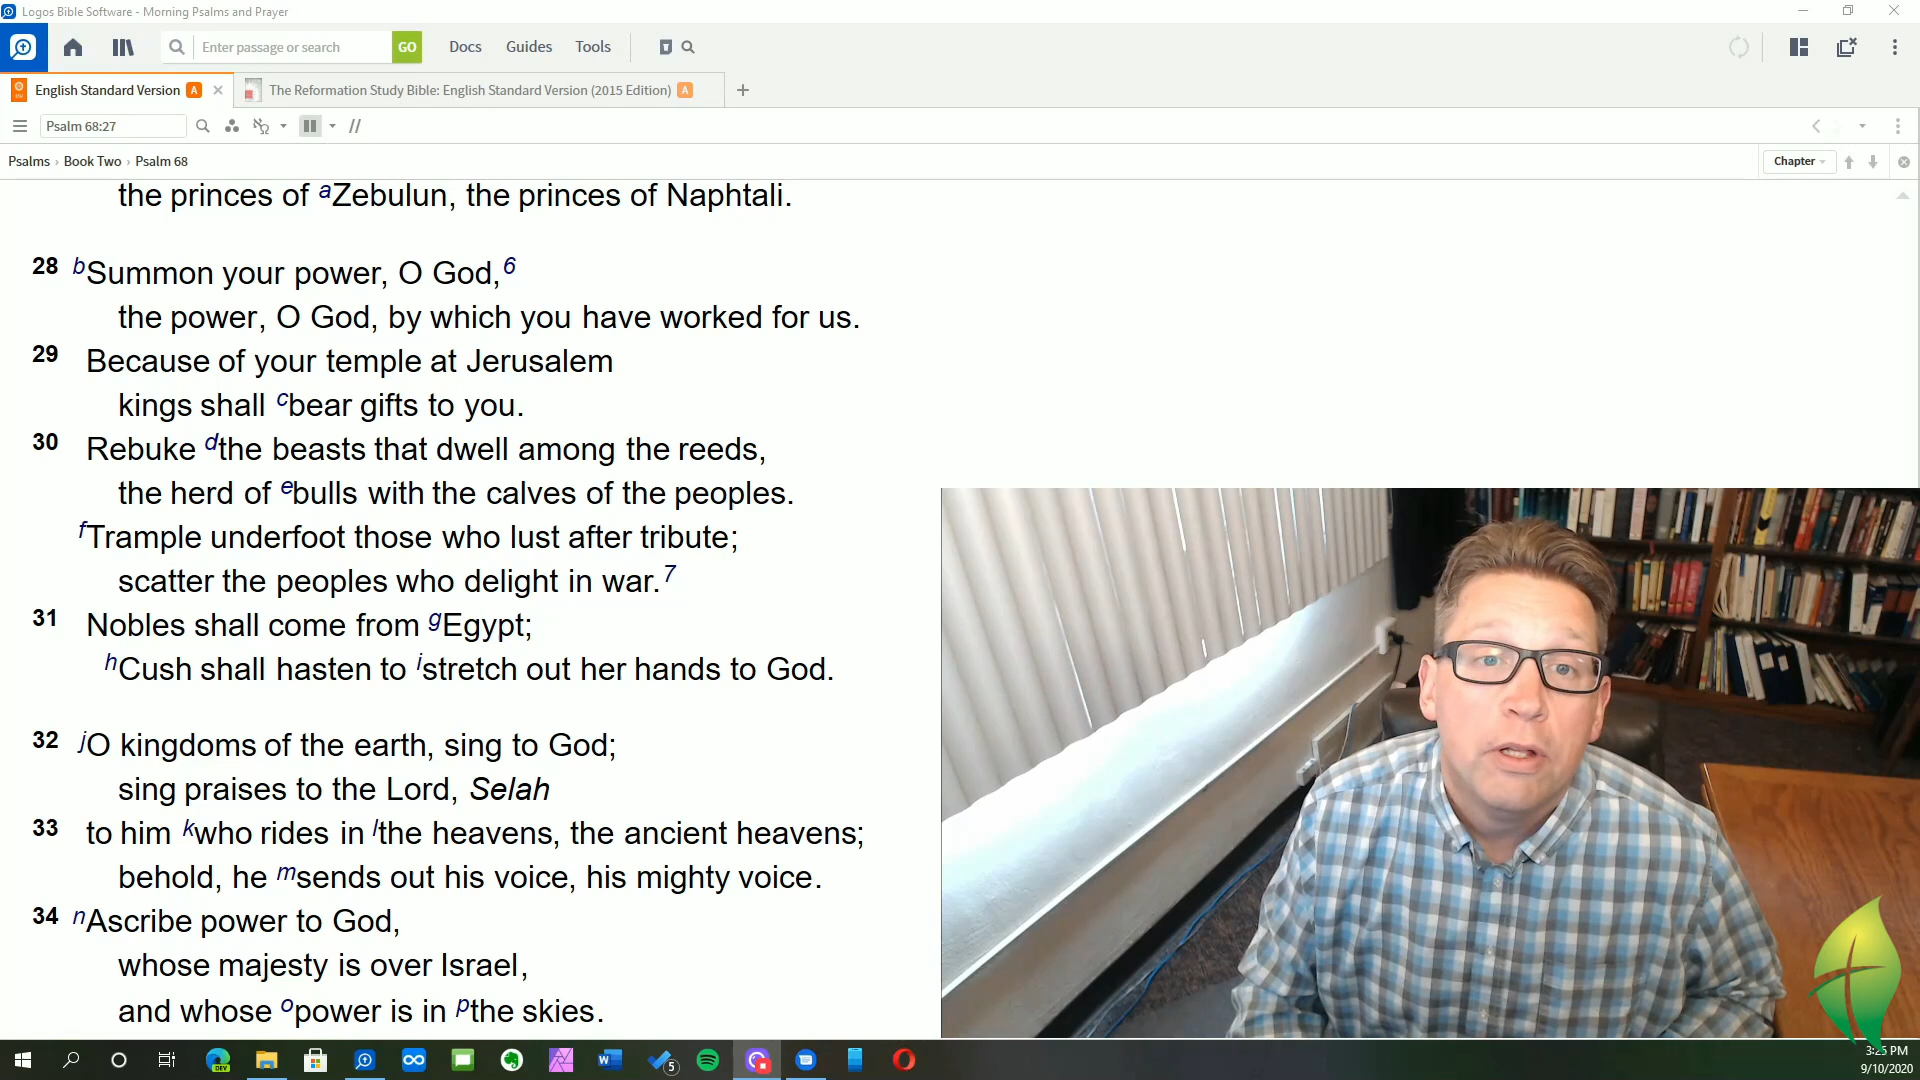 Logos Bible Software - Morning Psalms and Prayer
Enter passage or search GO Docs Guides Tools
English Standard Version A The Reformation Study Bible: English Standard Version (2015 Edition) A
Psalm 68:27
Psalms › Book Two › Psalm 68 Chapter
the princes of aZebulun, the princes of Naphtali.
28 bSummon your power, O God,6
the power, O God, by which you have worked for us.
29 Because of your temple at Jerusalem
kings shall cbear gifts to you.
30 Rebuke dthe beasts that dwell among the reeds,
the herd of ebulls with the calves of the peoples.
fTrample underfoot those who lust after tribute;
scatter the peoples who delight in war.7
31 Nobles shall come from gEgypt;
hCush shall hasten to istretch out her hands to God.
32 jO kingdoms of the earth, sing to God;
sing praises to the Lord, Selah
33 to him kwho rides in lthe heavens, the ancient heavens;
behold, he msends out his voice, his mighty voice.
34 nAscribe power to God,
whose majesty is over Israel,
and whose opower is in pthe skies.
DEV
W
5
3:25 PM
9/10/2020